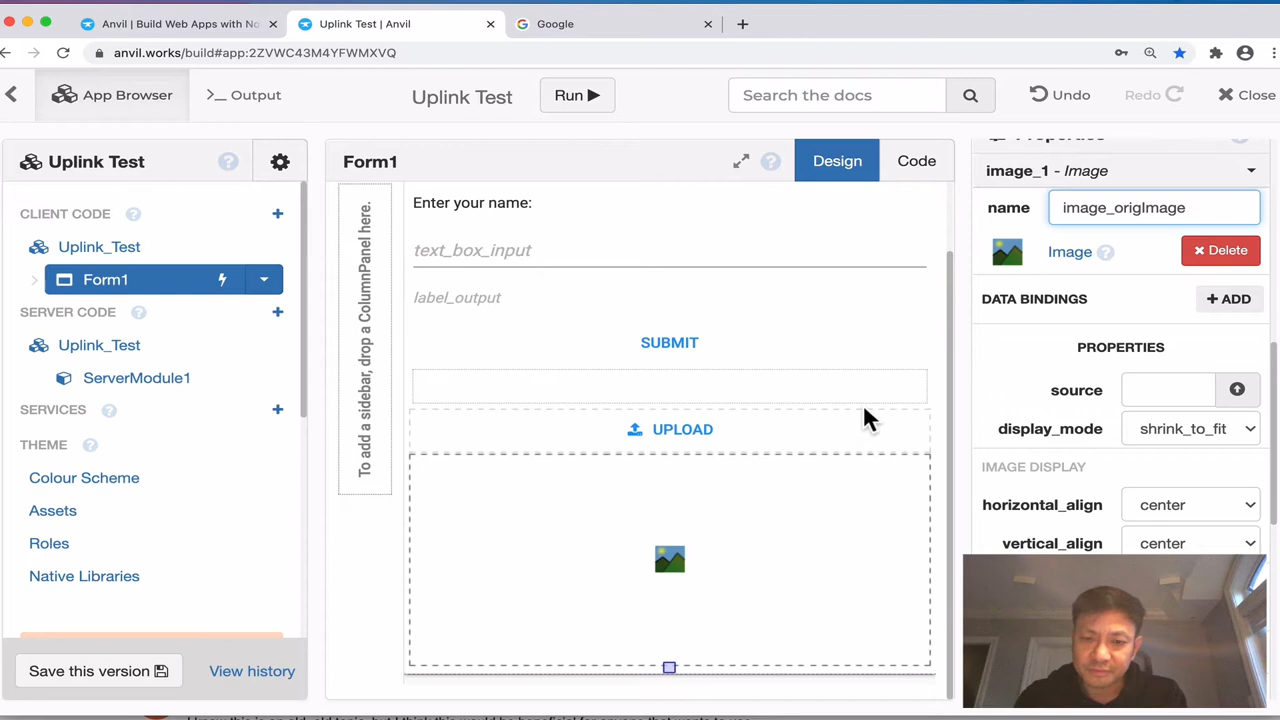 Anvil | Build Web Apps with No
Uplink Test | Anvil
Google
anvil.works/build#app:2ZVWC43M4YFWMXVQ
App Browser
Output
Uplink Test
Run
Search the docs
Undo
Redo
Close
Uplink Test
CLIENT CODE
Uplink_Test
Form1
SERVER CODE
Uplink_Test
ServerModule1
SERVICES
THEME
Colour Scheme
Assets
Roles
Native Libraries
Save this version
View history
Form1
Design
Code
To add a sidebar, drop a ColumnPanel here.
Enter your name:
text_box_input
label_output
SUBMIT
UPLOAD
image_1 - Image
name
image_origImage
Image
Delete
DATA BINDINGS
+ ADD
PROPERTIES
source
display_mode
shrink_to_fit
IMAGE DISPLAY
horizontal_align
center
vertical_align
center